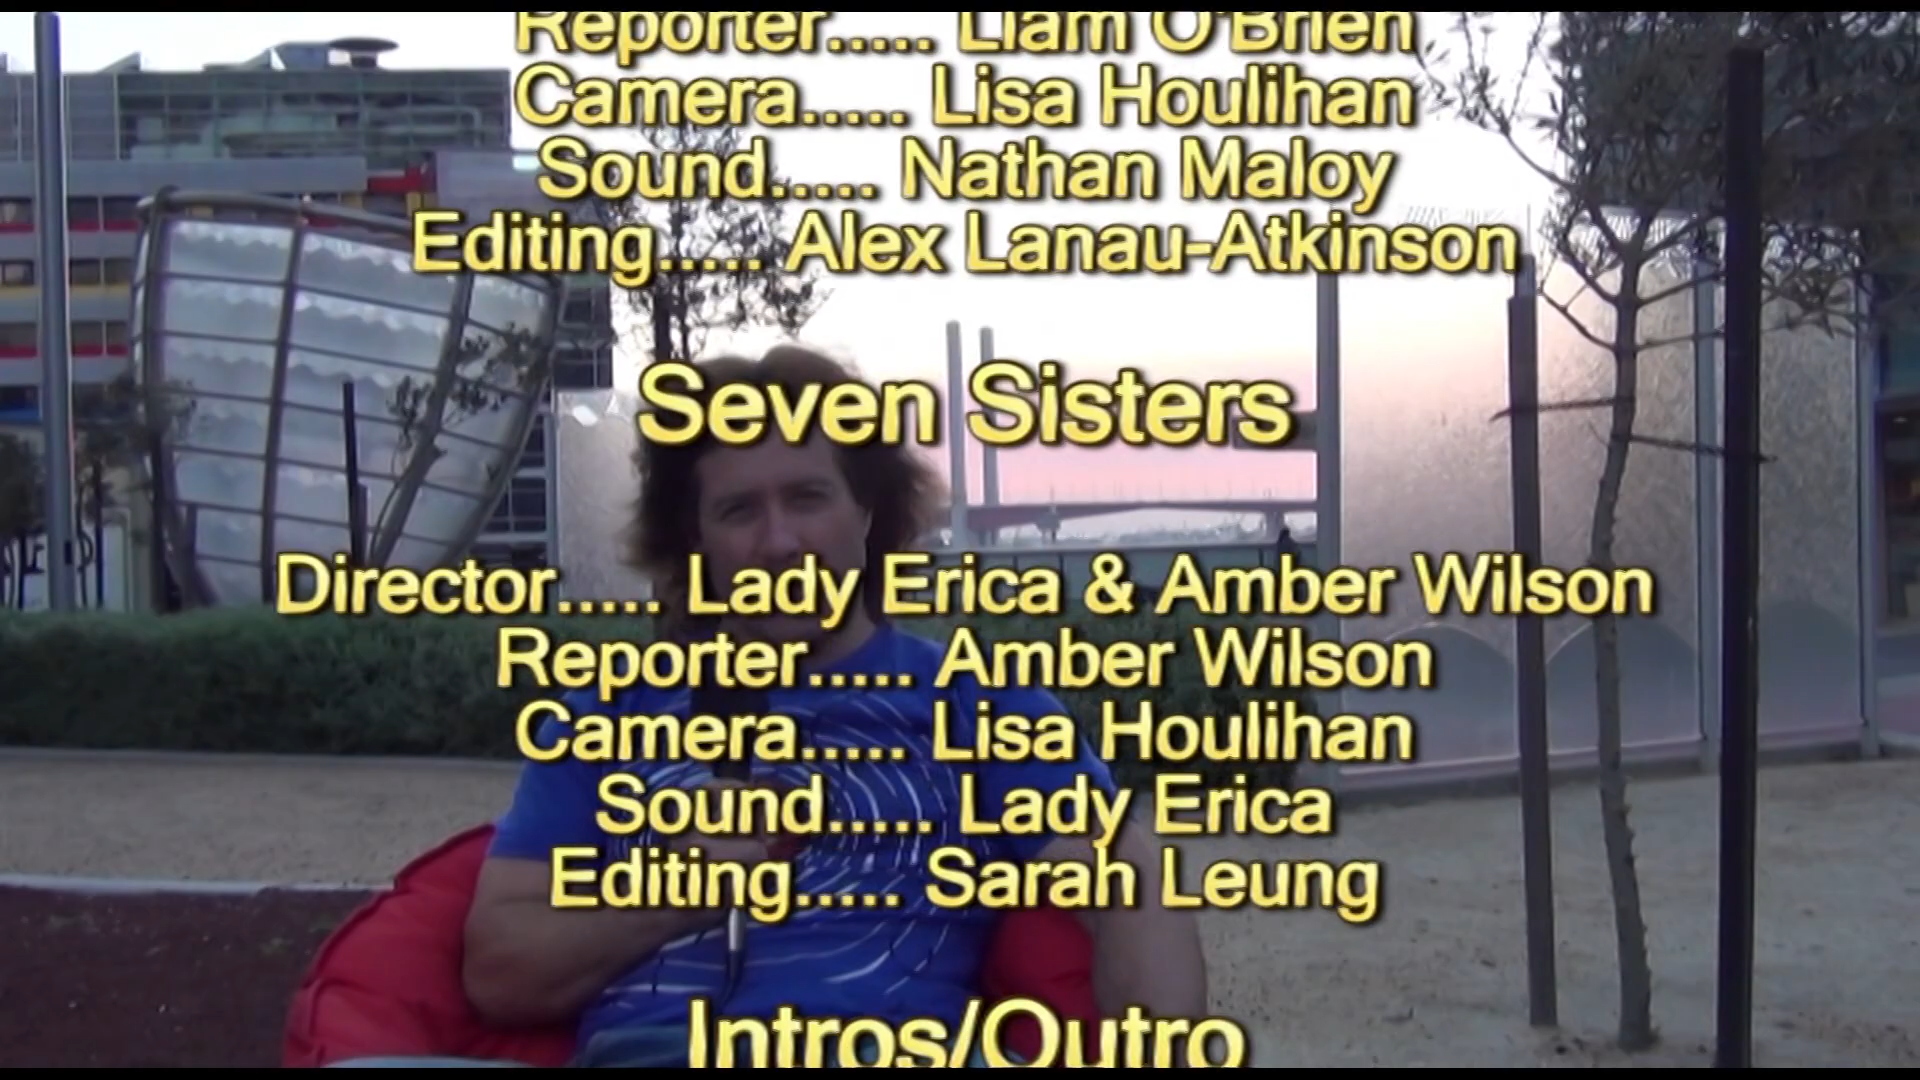 Reporter..... Liam O'Brien
Camera..... Lisa Houlihan
Sound..... Nathan Maloy
Editing..... Alex Lanau-Atkinson
Seven Sisters
Director..... Lady Erica & Amber Wilson
Reporter..... Amber Wilson
Camera..... Lisa Houlihan
Sound..... Lady Erica
Editing..... Sarah Leung
Intros/Outro